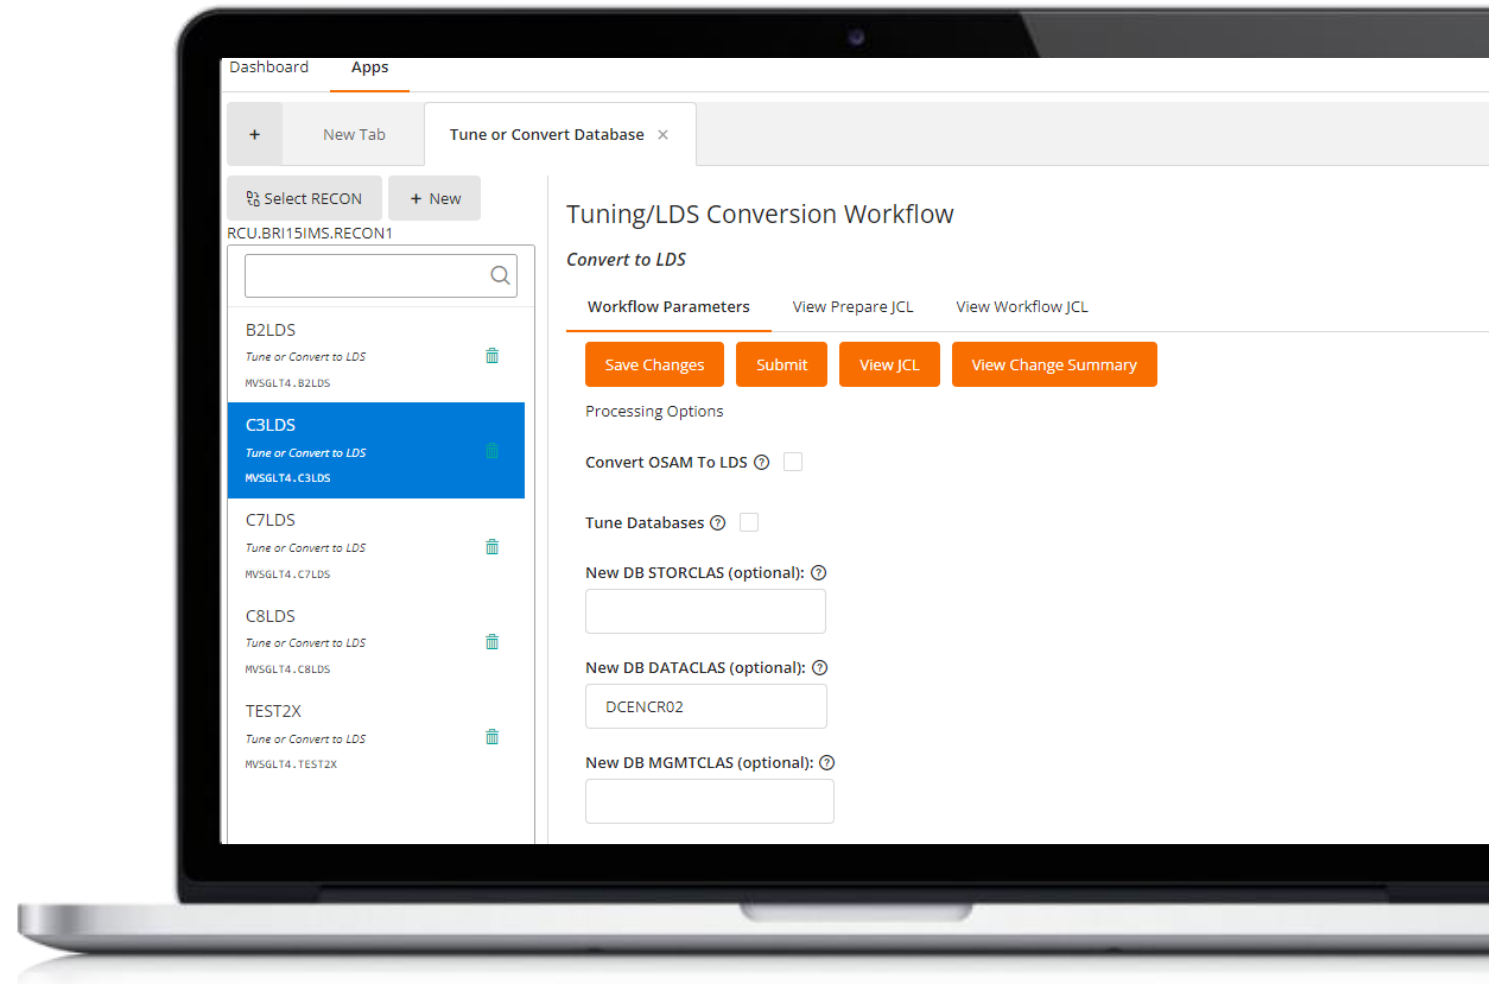 Dashboard Apps
+ New Tab Tune or Convert Database ×
Select RECON + New
RCU.BRI15IMS.RECON1
B2LDS
Tune or Convert to LDS
MVSGLT4.B2LDS
C3LDS
Tune or Convert to LDS
MVSGLT4.C3LDS
C7LDS
Tune or Convert to LDS
MVSGLT4.C7LDS
C8LDS
Tune or Convert to LDS
MVSGLT4.C8LDS
TEST2X
Tune or Convert to LDS
MVSGLT4.TEST2X
Tuning/LDS Conversion Workflow
Convert to LDS
Workflow Parameters View Prepare JCL View Workflow JCL
Save Changes Submit View JCL View Change Summary
Processing Options
Convert OSAM To LDS ?
Tune Databases ?
New DB STORCLAS (optional): ?
New DB DATACLAS (optional): ?
DCENCR02
New DB MGMTCLAS (optional): ?